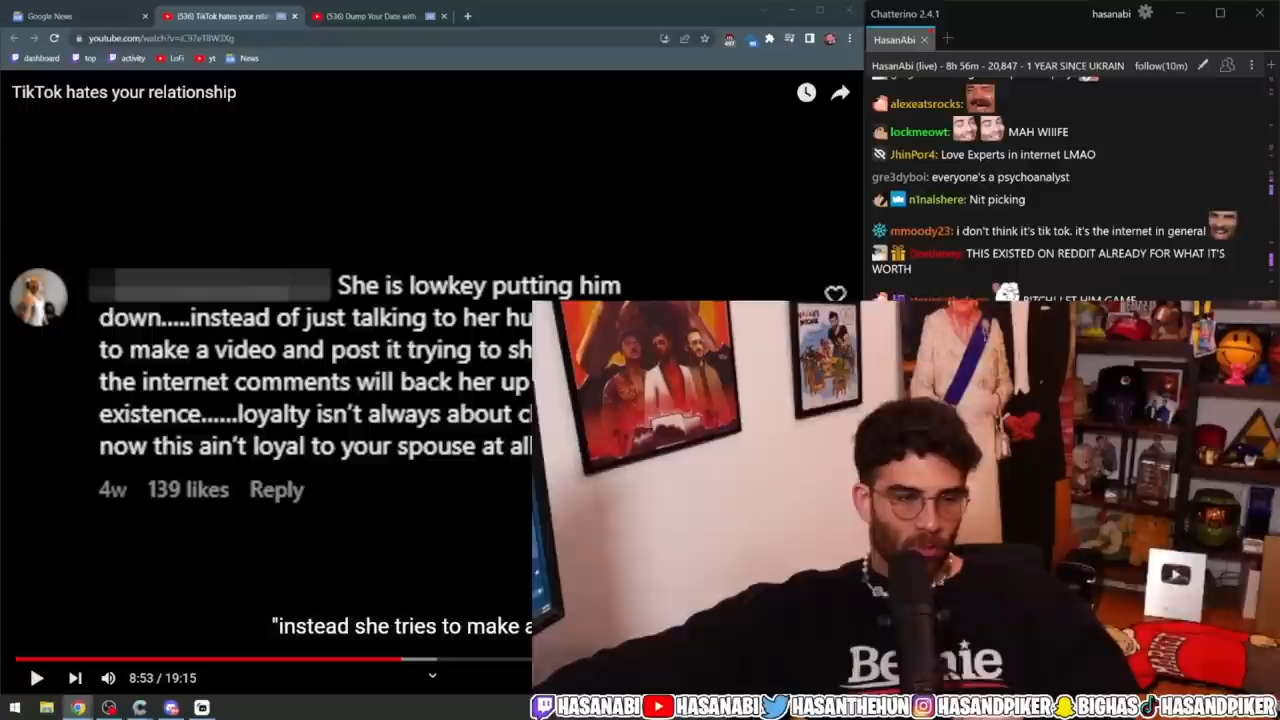 Google News
(536) TikTok hates your relat
(536) Dump Your Date with
youtube.com/watch?v=iC97eT8W3Xg
dashboard
top
activity
LoFi
yt
News
TikTok hates your relationship
She is lowkey putting him
down.....instead of just talking to her hu
to make a video and post it trying to sh
the internet comments will back her up
existence......loyalty isn't always about c
now this ain't loyal to your spouse at all
4w 139 likes Reply
"instead she tries to make a
8:53 / 19:15
Chatterino 2.4.1
hasanabi
HasanAbi
HasanAbi (live) - 8h 56m - 20,847 - 1 YEAR SINCE UKRAIN
follow(10m)
alexeatsrocks:
lockmeowt: MAH WIIIFE
JhinPor4: Love Experts in internet LMAO
gre3dyboi: everyone's a psychoanalyst
n1nalshere: Nit picking
mmoody23: i don't think it's tik tok. it's the internet in general
THIS EXISTED ON REDDIT ALREADY FOR WHAT IT'S
WORTH
Bernie
MARKET
HASANABI
HASANABI
HASANTHEHUN
HASANDPIKER
BIGHAS
HASANDPIKER